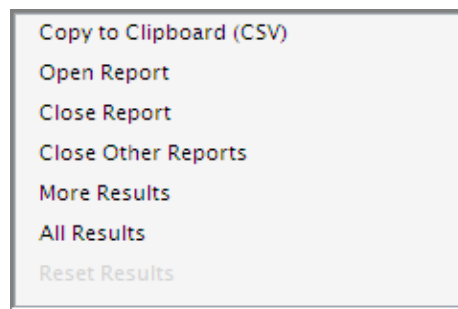 Copy to Clipboard (CSV)
Open Report
Close Report
Close Other Reports
More Results
All Results
Reset Results